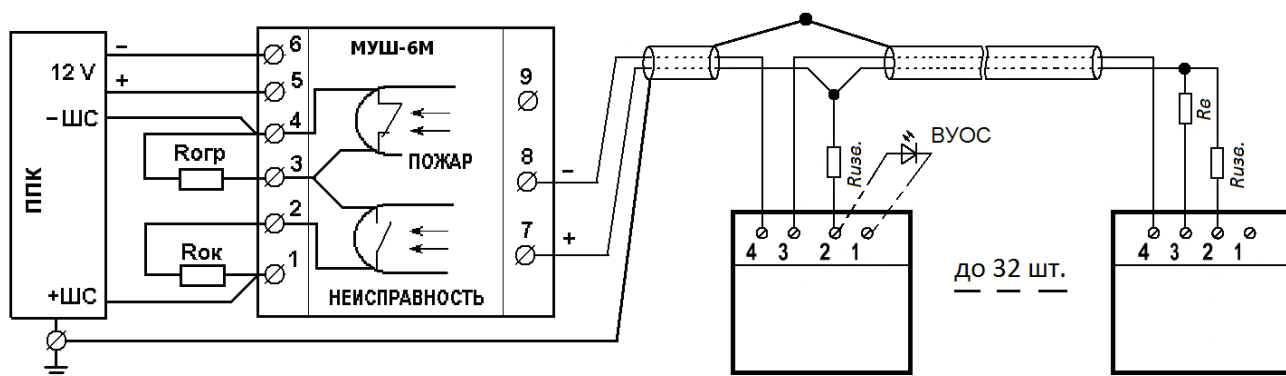 ППК
12 V
–
+
–ШС
+ШС
Rогр
Rок
МУШ-6М
6
5
4
3
2
1
ПОЖАР
НЕИСПРАВНОСТЬ
9
8
7
–
+
Rизв.
ВУОС
4 3 2 1
до 32 шт.
Rв
Rизв.
4 3 2 1